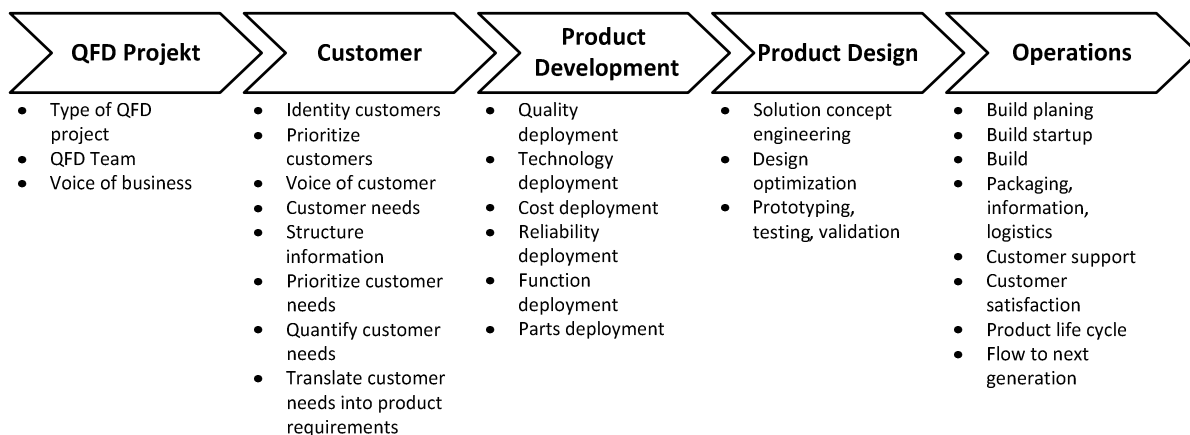 QFD Projekt
• Type of QFD
project
• QFD Team
• Voice of business
Customer
• Identity customers
• Prioritize
customers
• Voice of customer
• Customer needs
• Structure
information
• Prioritize customer
needs
• Quantify customer
needs
• Translate customer
needs into product
requirements
Product
Development
• Quality
deployment
• Technology
deployment
• Cost deployment
• Reliability
deployment
• Function
deployment
• Parts deployment
Product Design
• Solution concept
engineering
• Design
optimization
• Prototyping,
testing, validation
Operations
• Build planing
• Build startup
• Build
• Packaging,
information,
logistics
• Customer support
• Customer
satisfaction
• Product life cycle
• Flow to next
generation